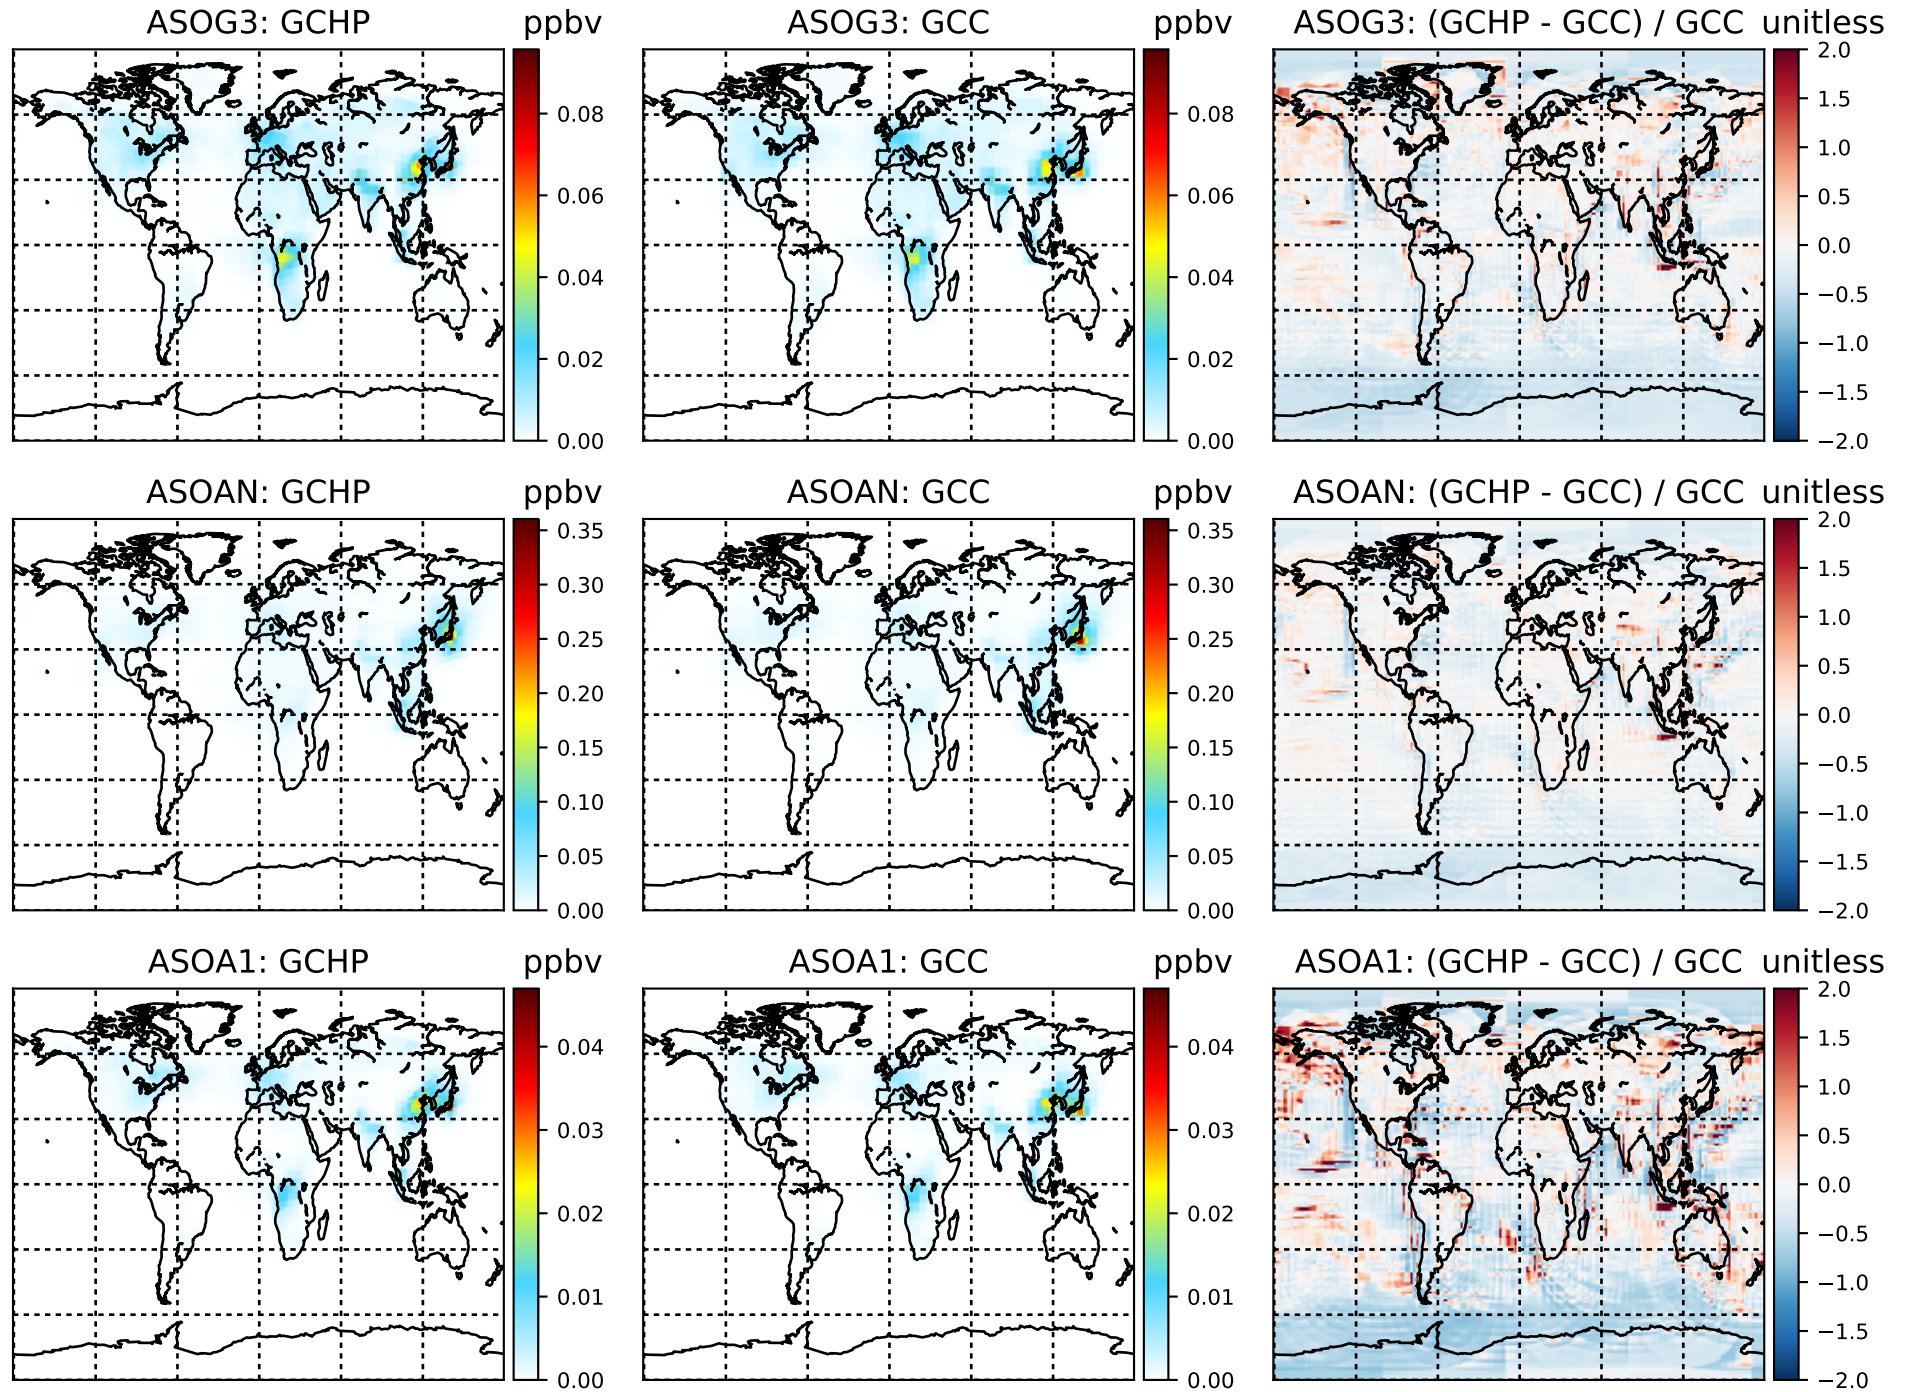 ASOG3: GCHP ppbv ASOG3: GCC ppbv ASOG3: (GCHP - GCC) / GCC unitless
0.08 0.08 2.0
0.06 0.06 1.5
0.04 0.04 1.0
0.02 0.02 0.5
0.00 0.00 0.0
−0.5
−1.0
−1.5
−2.0
ASOAN: GCHP ppbv ASOAN: GCC ppbv ASOAN: (GCHP - GCC) / GCC unitless
0.35 0.35 2.0
0.30 0.30 1.5
0.25 0.25 1.0
0.20 0.20 0.5
0.15 0.15 0.0
0.10 0.10 −0.5
0.05 0.05 −1.0
0.00 0.00 −1.5
−2.0
ASOA1: GCHP ppbv ASOA1: GCC ppbv ASOA1: (GCHP - GCC) / GCC unitless
0.04 0.04 2.0
0.03 0.03 1.5
0.02 0.02 1.0
0.01 0.01 0.5
0.00 0.00 0.0
−0.5
−1.0
−1.5
−2.0